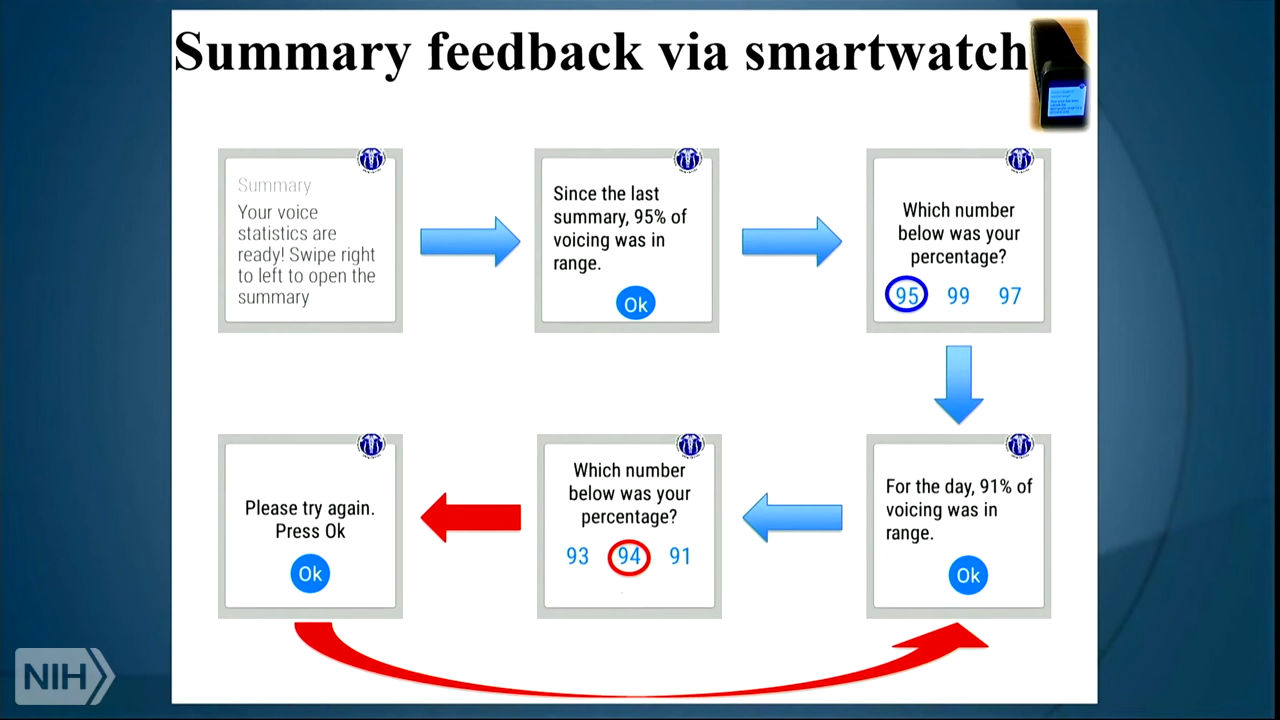 Summary feedback via smartwatch
Summary
Your voice
statistics are
ready! Swipe right
to left to open the
summary
Since the last
summary, 95% of
voicing was in
range.
Ok
Which number
below was your
percentage?
95 99 97
For the day, 91% of
voicing was in
range.
Ok
Which number
below was your
percentage?
93 94 91
Please try again.
Press Ok
Ok
NIH